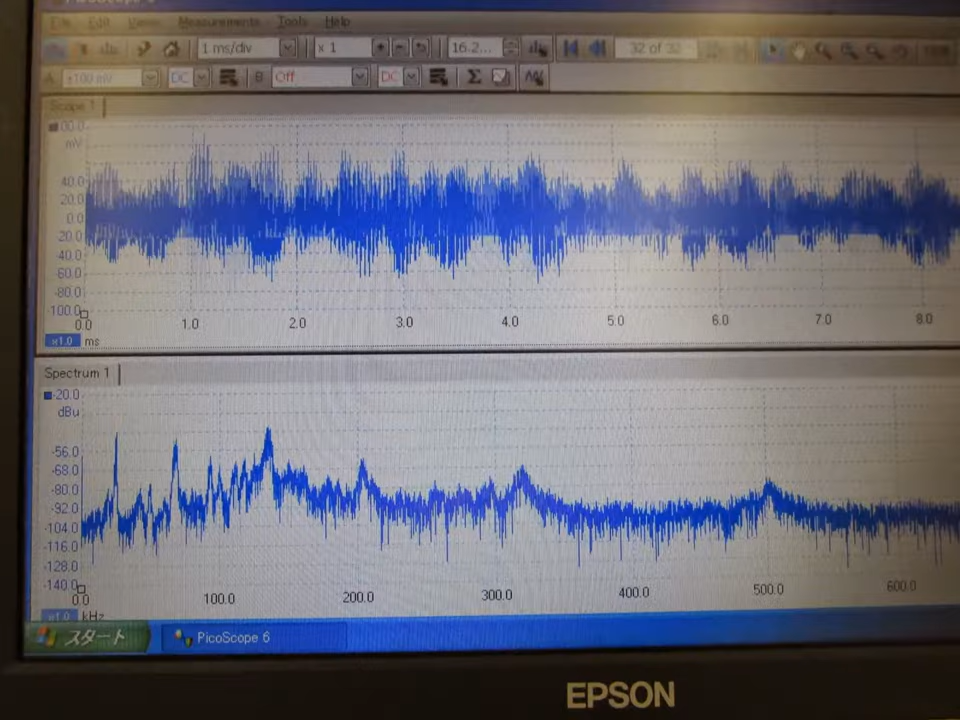 PicoScope 6
File Edit Views Measurements Tools Help
1 ms/div x 1 16.2... 32 of 32
A ±100 mV DC B Off DC Σ
Scope 1
mV
40.0
20.0
0.0
20.0
40.0
-60.0
-80.0
100.0
0.0 1.0 2.0 3.0 4.0 5.0 6.0 7.0 8.0
x1.0 ms
Spectrum 1
-20.0
dBu
-56.0
-68.0
-80.0
-92.0
-104.0
-116.0
-128.0
-140.0
0.0 100.0 200.0 300.0 400.0 500.0 600.0
x1.0 kHz
スタート PicoScope 6
EPSON